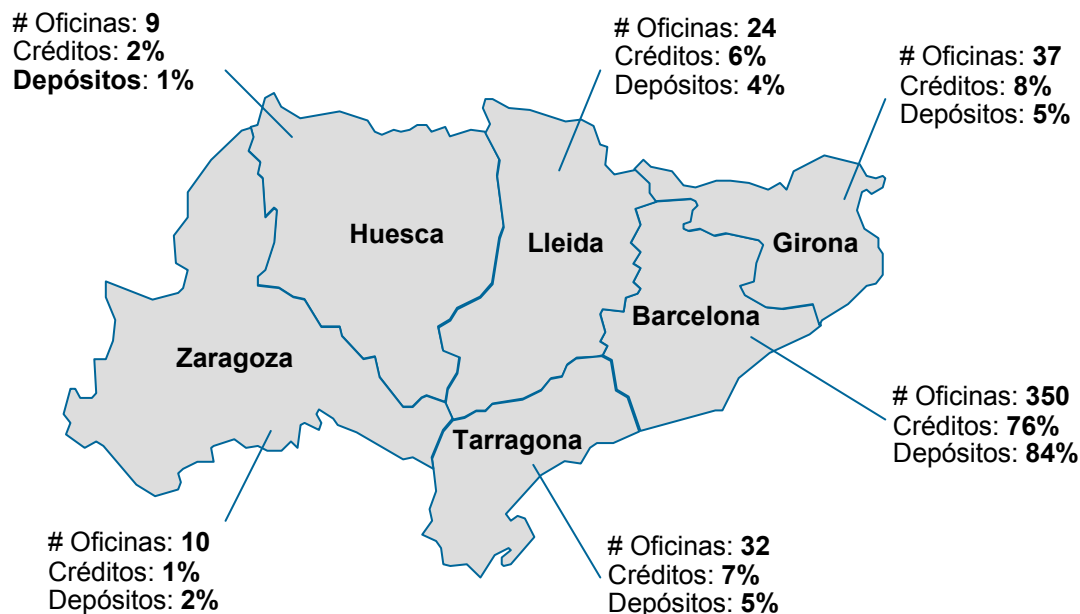 # Oficinas: 9
Créditos: 2%
Depósitos: 1%
# Oficinas: 24
Créditos: 6%
Depósitos: 4%
# Oficinas: 37
Créditos: 8%
Depósitos: 5%
Huesca
Lleida
Girona
Barcelona
Zaragoza
Tarragona
# Oficinas: 350
Créditos: 76%
Depósitos: 84%
# Oficinas: 10
Créditos: 1%
Depósitos: 2%
# Oficinas: 32
Créditos: 7%
Depósitos: 5%